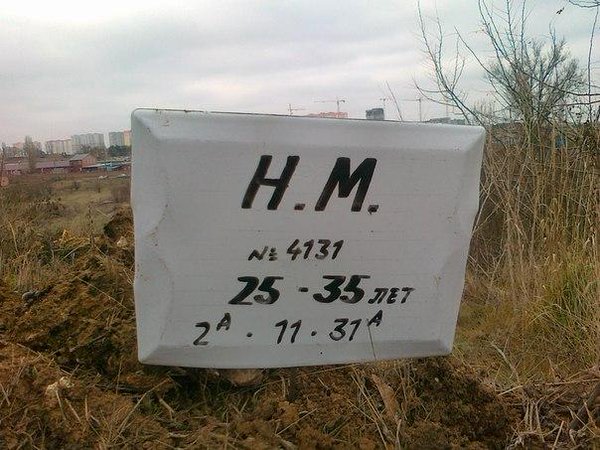 Н.М.
№ 4131
25-35 лет
2А. 11. 31А